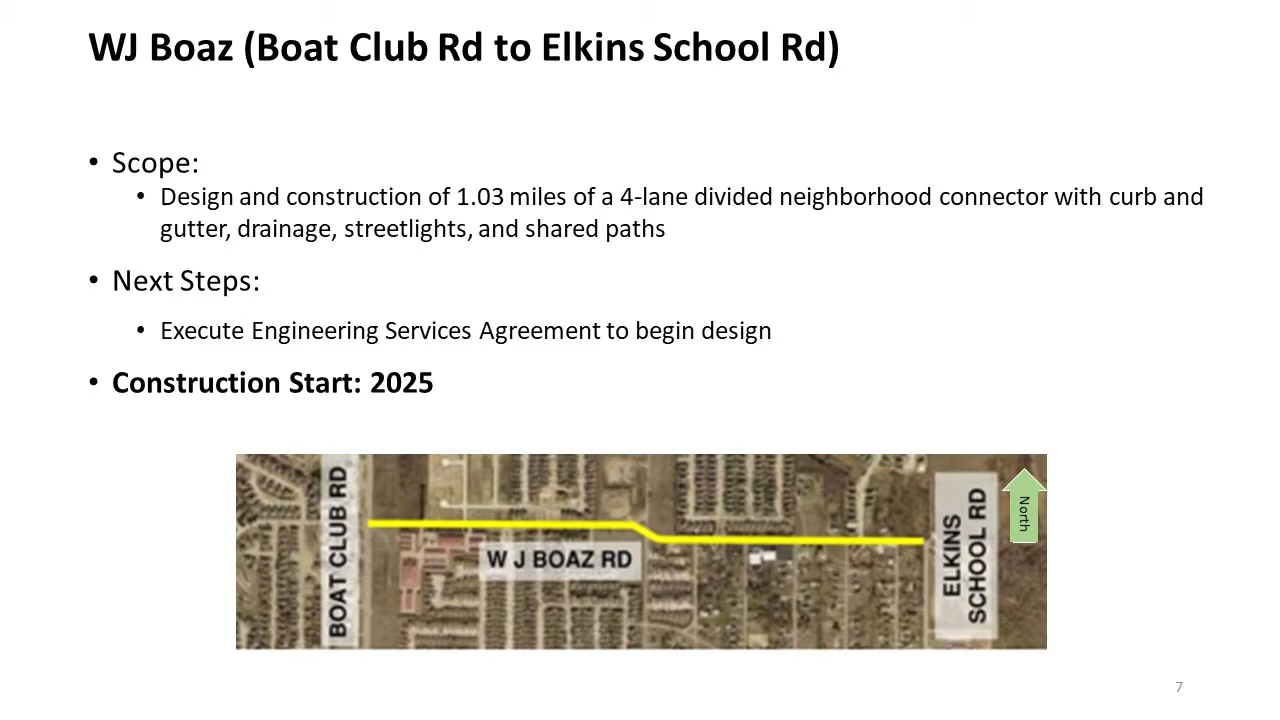 WJ Boaz (Boat Club Rd to Elkins School Rd)
• Scope:
• Design and construction of 1.03 miles of a 4-lane divided neighborhood connector with curb and
gutter, drainage, streetlights, and shared paths
• Next Steps:
• Execute Engineering Services Agreement to begin design
• Construction Start: 2025
BOAT CLUB RD
W J BOAZ RD
ELKINS
SCHOOL RD
North
7